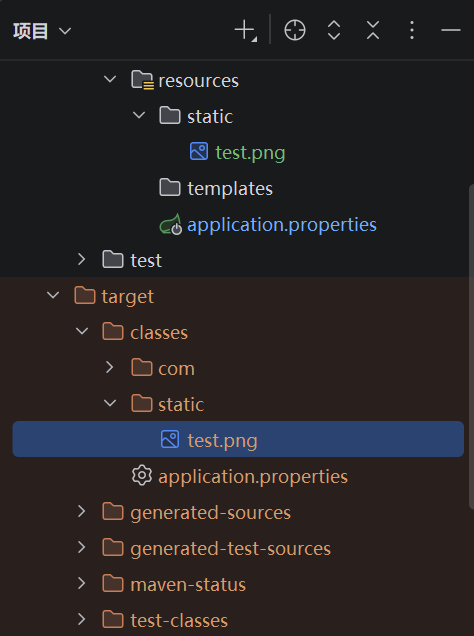 项目
resources
static
test.png
templates
application.properties
test
target
classes
com
static
test.png
application.properties
generated-sources
generated-test-sources
maven-status
test-classes